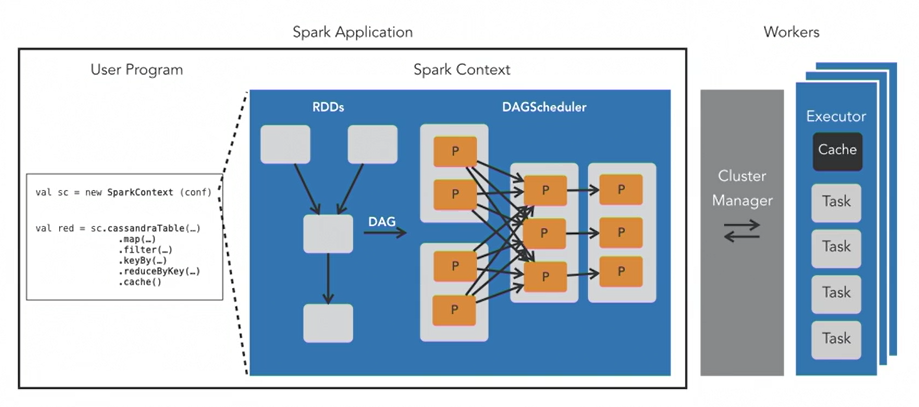 Spark Application
Workers
User Program
Spark Context
RDDs
DAGScheduler
val sc = new SparkContext (conf)
val red = sc.cassandraTable(…)
.map(…)
.filter(…)
.keyBy(…)
.reduceByKey(…)
.cache()
DAG
P
P
P
P
P
P
P
P
P
P
Cluster
Manager
Executor
Cache
Task
Task
Task
Task